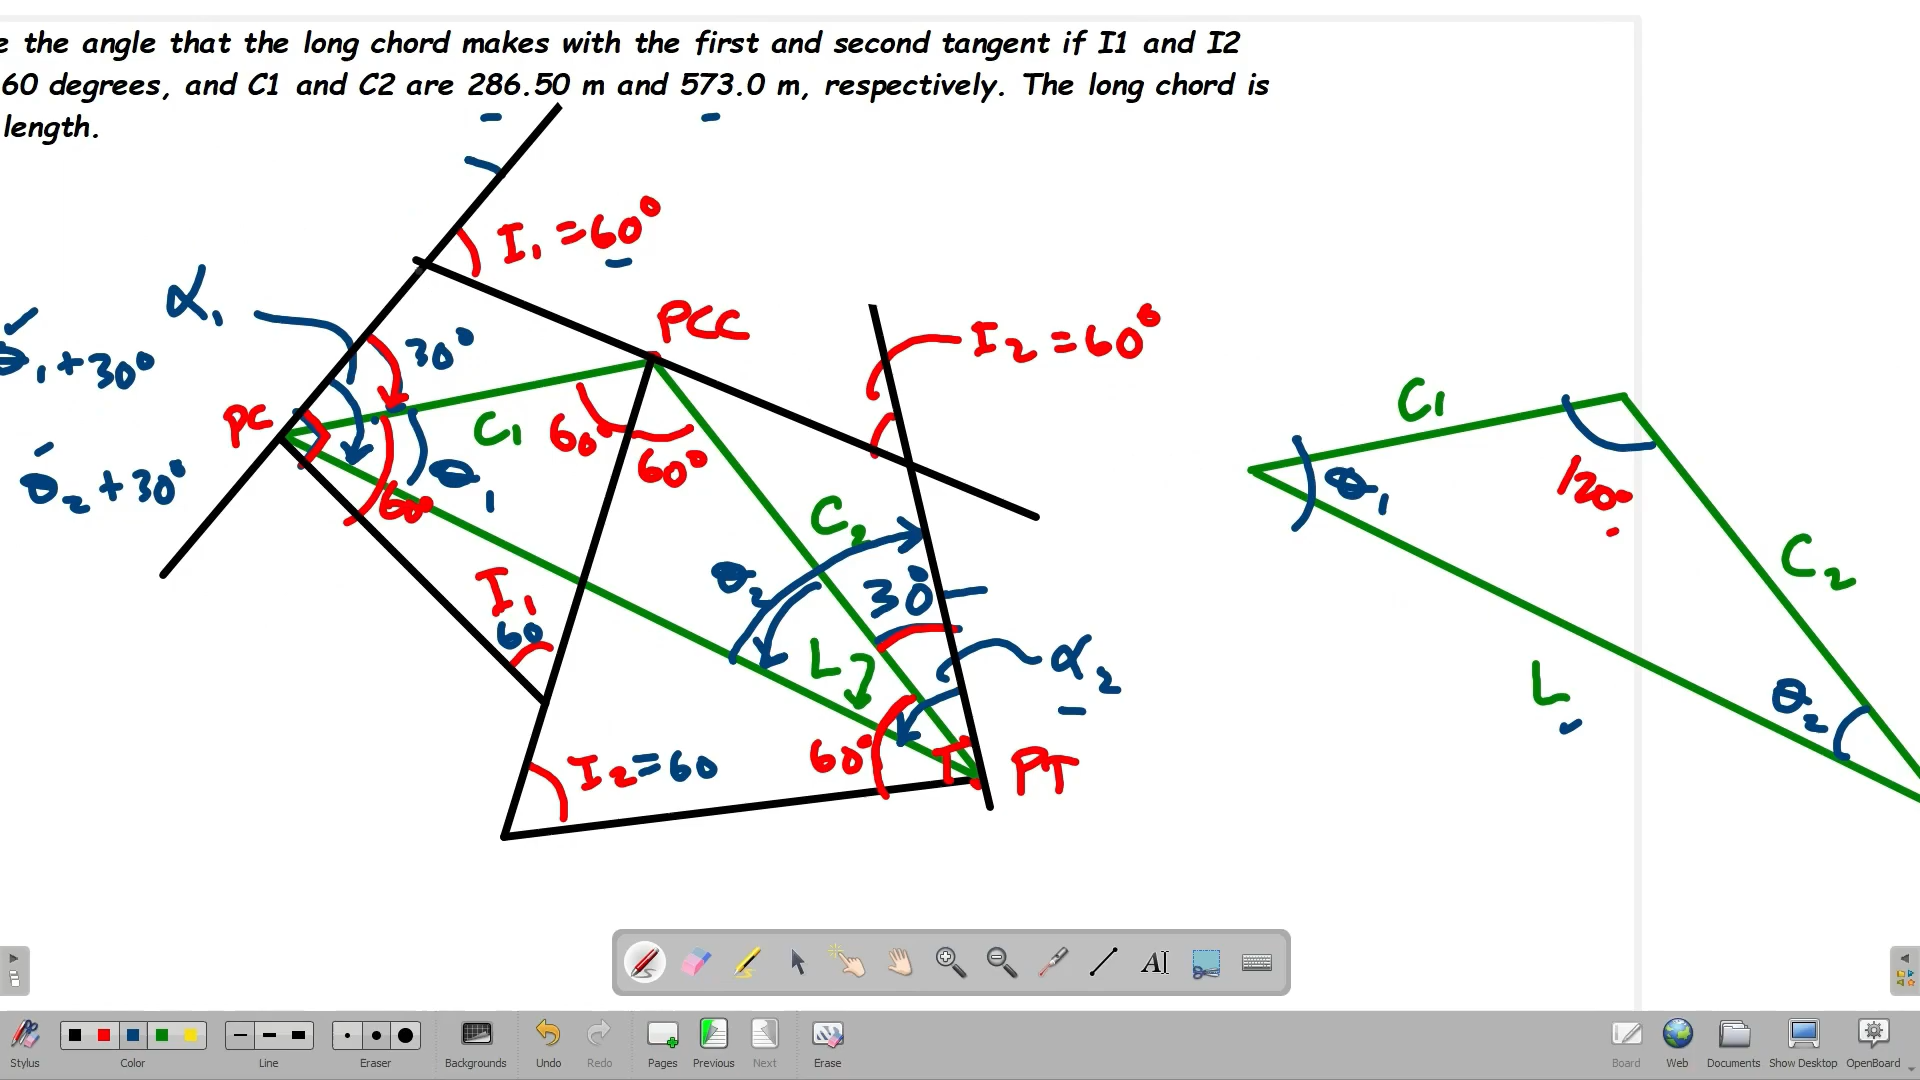 e the angle that the long chord makes with the first and second tangent if I1 and I2
60 degrees, and C1 and C2 are 286.50 m and 573.0 m, respectively. The long chord is
length.
I₁ = 60°
α₁
PCC
I₂ = 60°
θ₁ + 30°
30°
PC
C₁
60°
60°
θ₁
60°
θ₂ + 30°
C₁
θ₁
120°
C₂
C₂
θ₂
30°
I₁
60
L
α₂
L
θ₂
I₂ = 60
60°
PT
Stylus
Color
Line
Eraser
Backgrounds
Undo
Redo
Pages
Previous
Next
Erase
Board
Web
Documents
Show Desktop
OpenBoard